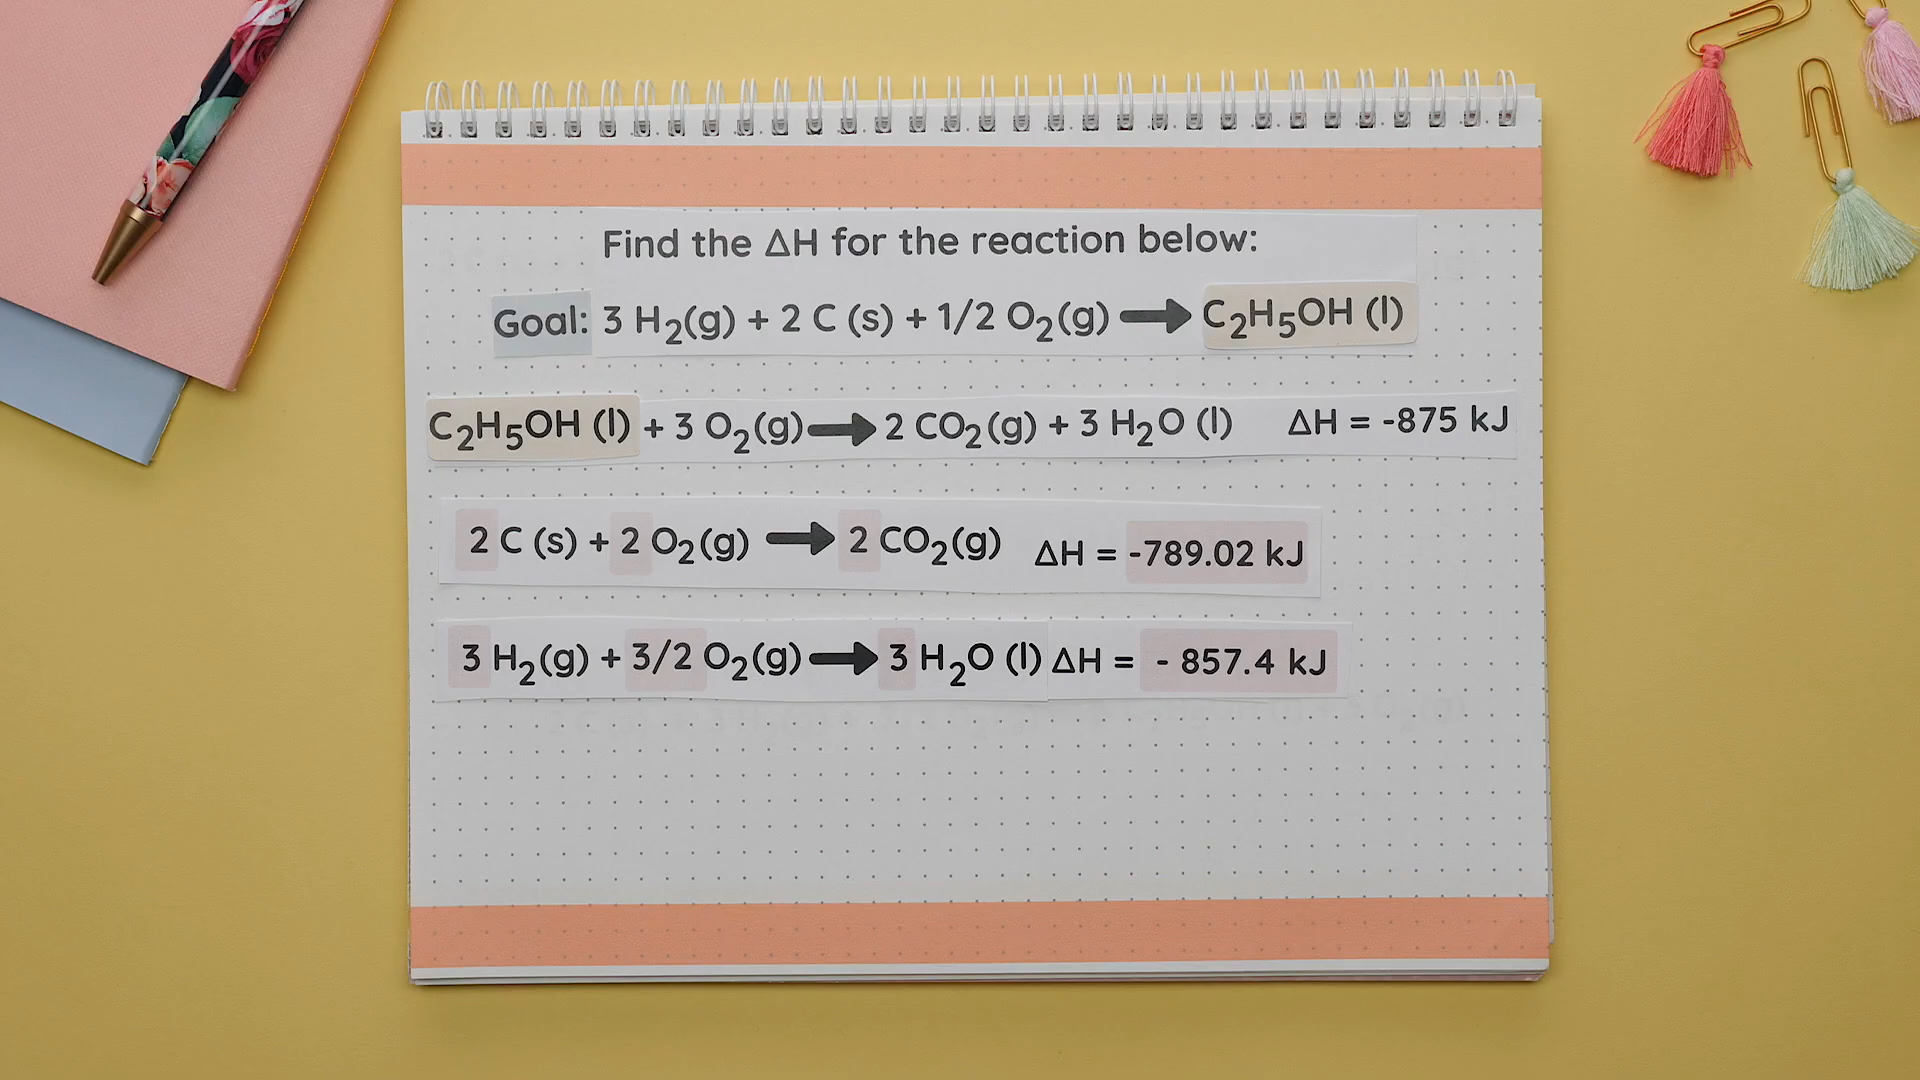 Find the ΔH for the reaction below:
Goal: 3 H₂(g) + 2 C (s) + 1/2 O₂(g) → C₂H₅OH (l)
C₂H₅OH (l) + 3 O₂(g) → 2 CO₂(g) + 3 H₂O (l) ΔH = -875 kJ
2 C (s) + 2 O₂(g) → 2 CO₂(g) ΔH = -789.02 kJ
3 H₂(g) + 3/2 O₂(g) → 3 H₂O (l) ΔH = - 857.4 kJ